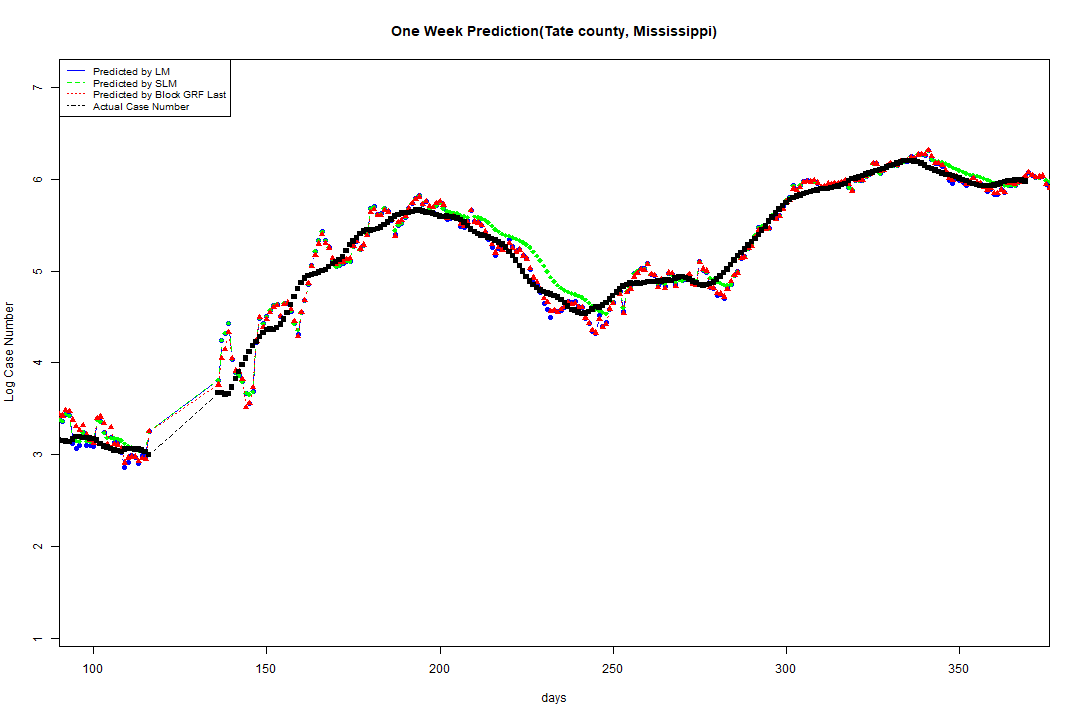 One Week Prediction(Tate county, Mississippi)
Predicted by LM
Predicted by SLM
Predicted by Block GRF Last
Actual Case Number
7
6
5
4
3
2
1
Log Case Number
100 150 200 250 300 350
days